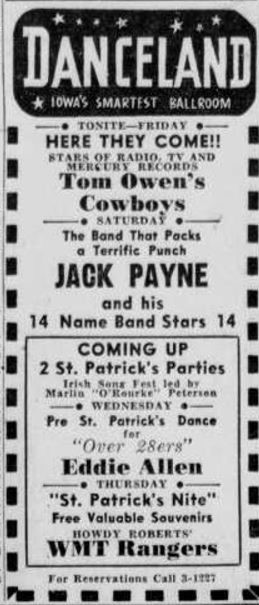 DANCELAND
IOWA'S SMARTEST BALLROOM
TONITE—FRIDAY
HERE THEY COME!!
STARS OF RADIO, TV AND
MERCURY RECORDS
Tom Owen's
Cowboys
SATURDAY
The Band That Packs
a Terrific Punch
JACK PAYNE
and his
14 Name Band Stars 14
COMING UP
2 St. Patrick's Parties
Irish Song Fest led by
Marlin "O'Rourke" Peterson
WEDNESDAY
Pre St. Patrick's Dance
for
"Over 28ers"
Eddie Allen
THURSDAY
"St. Patrick's Nite"
Free Valuable Souvenirs
HOWDY ROBERTS'
WMT Rangers
For Reservations Call 3-1227